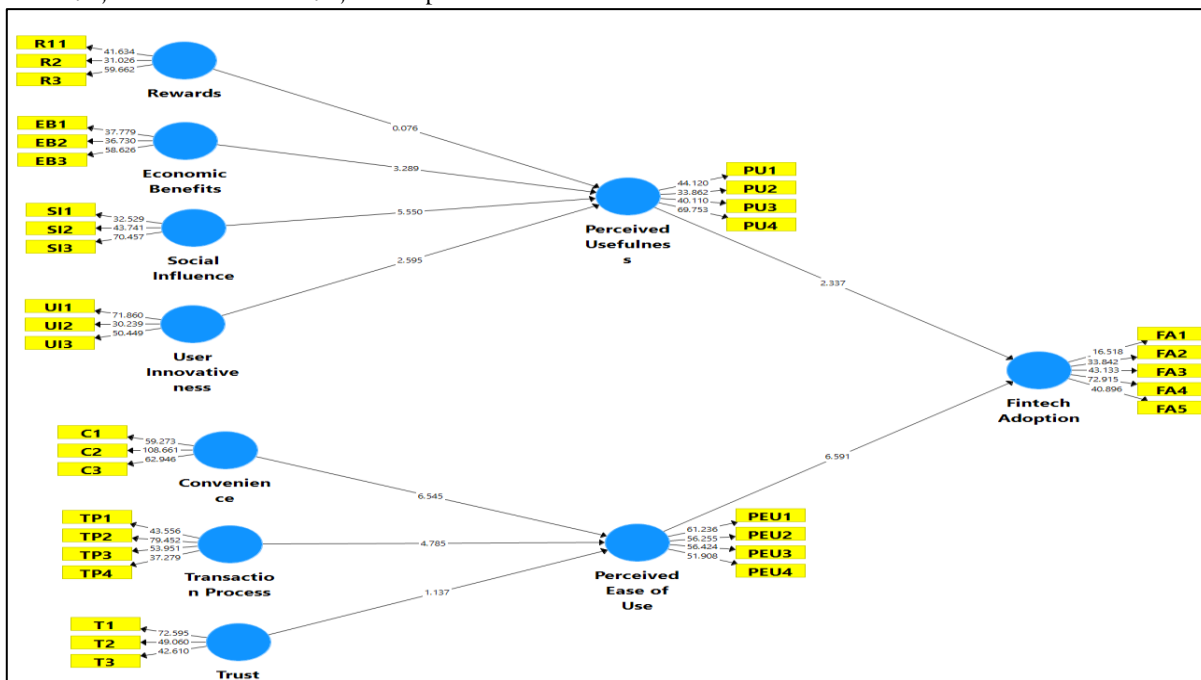 R11
R2
R3
41.634
31.026
59.662
Rewards
0.076
EB1
EB2
EB3
37.779
36.730
58.626
Economic
Benefits
3.289
SI1
SI2
SI3
32.529
43.741
70.457
Social
Influence
5.550
UI1
UI2
UI3
71.860
30.239
50.449
User
Innovative
ness
2.595
PU1
PU2
PU3
PU4
44.120
33.862
40.110
69.753
Perceived
Usefulnes
s
2.337
C1
C2
C3
59.273
108.661
62.946
Convenien
ce
6.545
TP1
TP2
TP3
TP4
43.556
79.452
53.951
37.279
Transactio
n Process
4.785
T1
T2
T3
72.595
49.060
42.610
Trust
1.137
PEU1
PEU2
PEU3
PEU4
61.236
56.255
56.424
51.908
Perceived
Ease of
Use
6.591
FA1
FA2
FA3
FA4
FA5
16.518
33.842
43.133
72.915
40.896
Fintech
Adoption